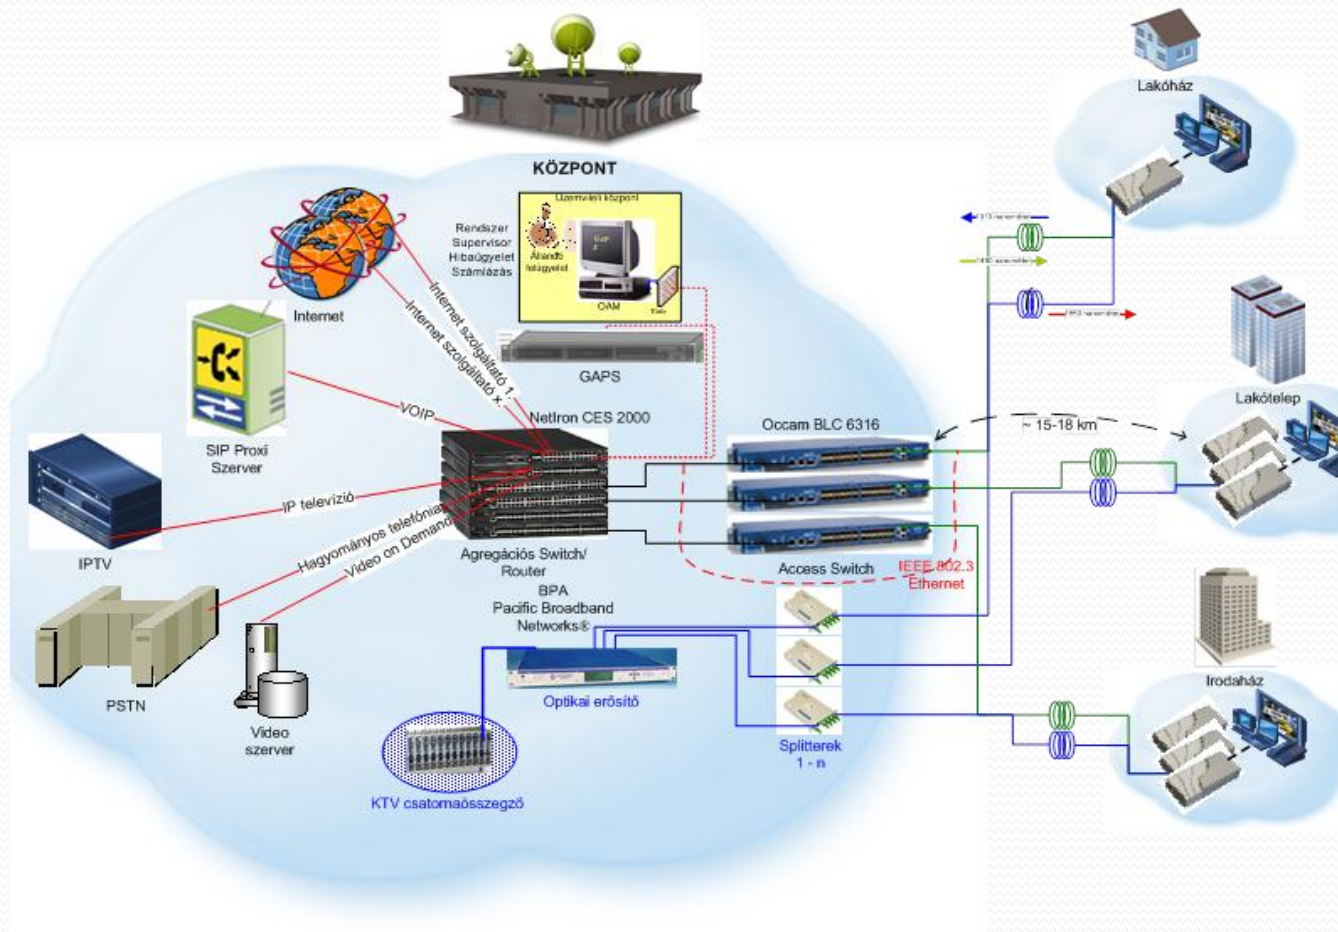 Lakóház
KÖZPONT
Üzemviteli központ
Rendszer
Supervisor
Hibaügyelet
Számlázás
Állandó
felügyelet
OAM
Internet
Internet szolgáltató 1.
Internet szolgáltató x.
GAPS
Lakótelep
VOIP
NetIron CES 2000
Occam BLC 6316
~ 15-18 km
SIP Proxi
Szerver
IP televízió
IPTV
Hagyományos telefónia
Video on Demand
Agregációs Switch/
Router
Access Switch
IEEE 802.3
Ethernet
BPA
Pacific Broadband
Networks®
Irodaház
PSTN
Optikai erősítő
Video
szerver
Splitterek
1 - n
KTV csatornaösszegző